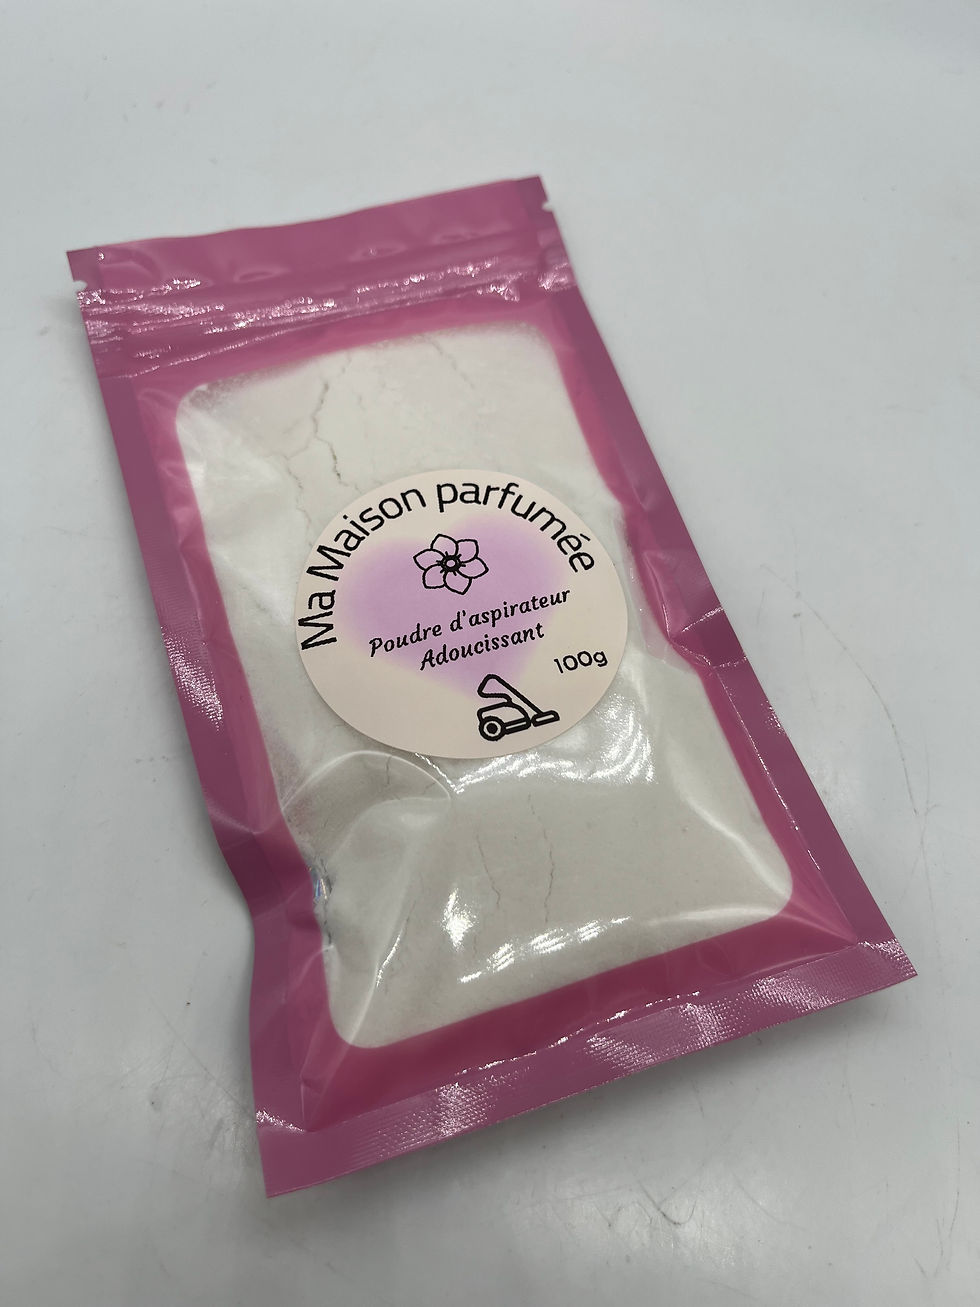 Ma Maison parfumée
Poudre d'aspirateur
Adoucissant
100g